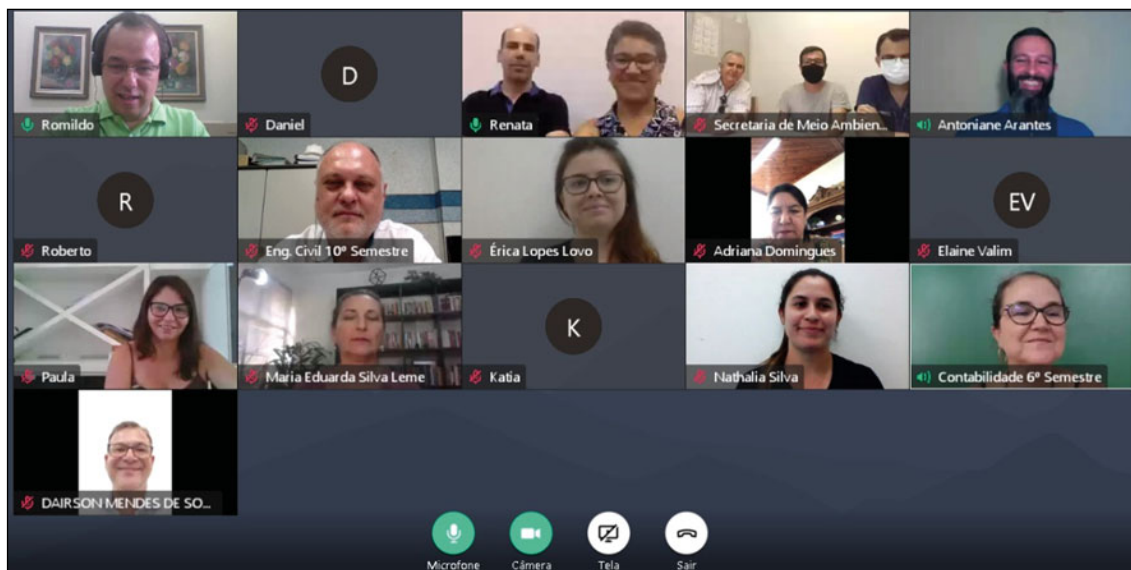 Romildo
D
Daniel
Renata
Secretaria de Meio Ambien...
Antoniane Arantes
R
Roberto
Eng. Civil 10º Semestre
Érica Lopes Lovo
Adriana Domingues
EV
Elaine Valim
Paula
Maria Eduarda Silva Leme
K
Katia
Nathalia Silva
Contabilidade 6º Semestre
DAIRSON MENDES DE SO...
Microfone
Câmera
Tela
Sair